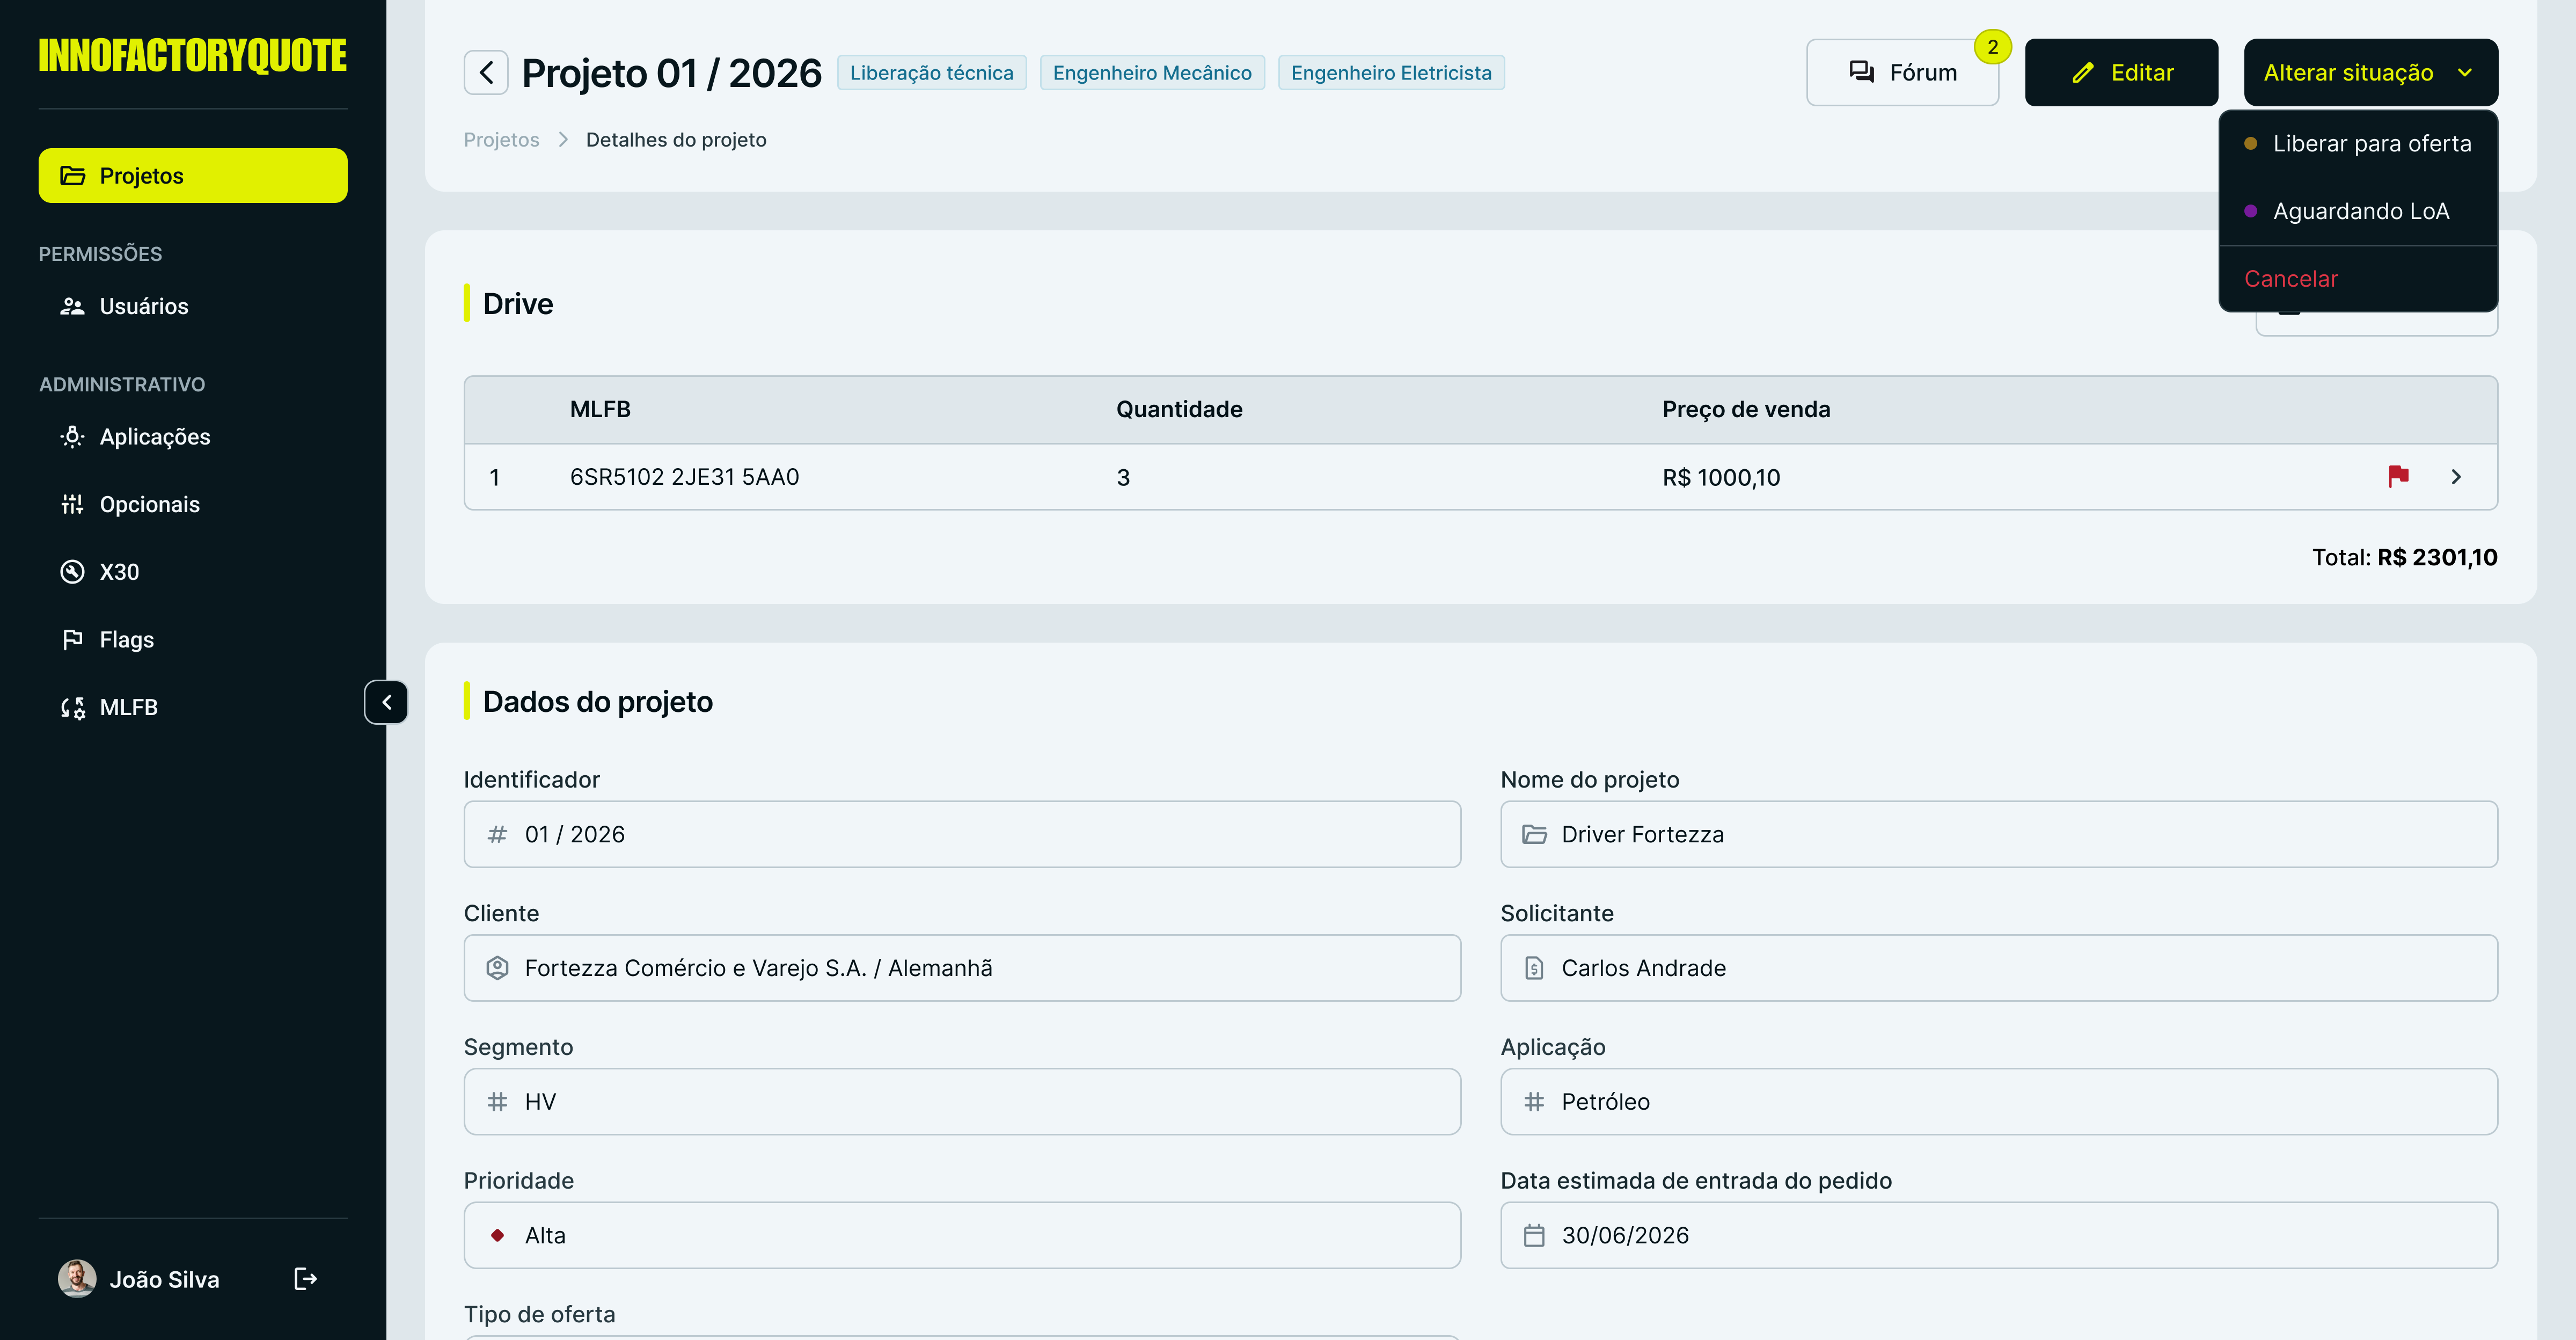 INNOFACTORYQUOTE
Projetos
PERMISSÕES
Usuários
ADMINISTRATIVO
Aplicações
Opcionais
X30
Flags
MLFB
João Silva
Projeto 01 / 2026
Liberação técnica
Engenheiro Mecânico
Engenheiro Eletricista
Fórum
2
Editar
Alterar situação
Liberar para oferta
Aguardando LoA
Cancelar
Projetos > Detalhes do projeto
Drive
MLFB Quantidade Preço de venda
1 6SR5102 2JE31 5AA0 3 R$ 1000,10
Total: R$ 2301,10
Dados do projeto
Identificador
# 01 / 2026
Nome do projeto
Driver Fortezza
Cliente
Fortezza Comércio e Varejo S.A. / Alemanhã
Solicitante
Carlos Andrade
Segmento
# HV
Aplicação
# Petróleo
Prioridade
Alta
Data estimada de entrada do pedido
30/06/2026
Tipo de oferta